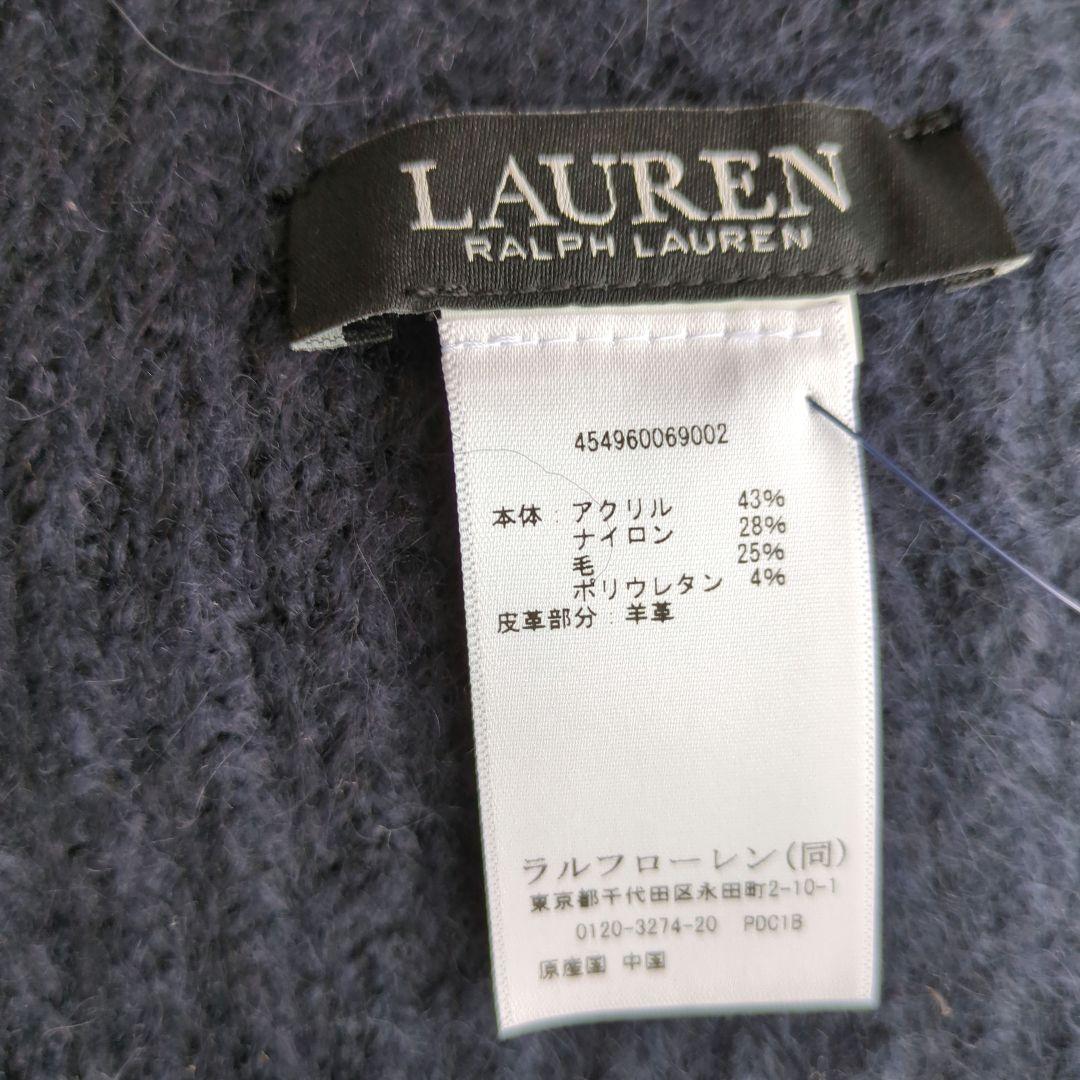 LAUREN
RALPH LAUREN
454960069002
本体:アクリル 43%
ナイロン 28%
毛 25%
ポリウレタン 4%
皮革部分:羊革
ラルフローレン(同)
東京都千代田区永田町2-10-1
0120-3274-20 PDC1B
原産国 中国